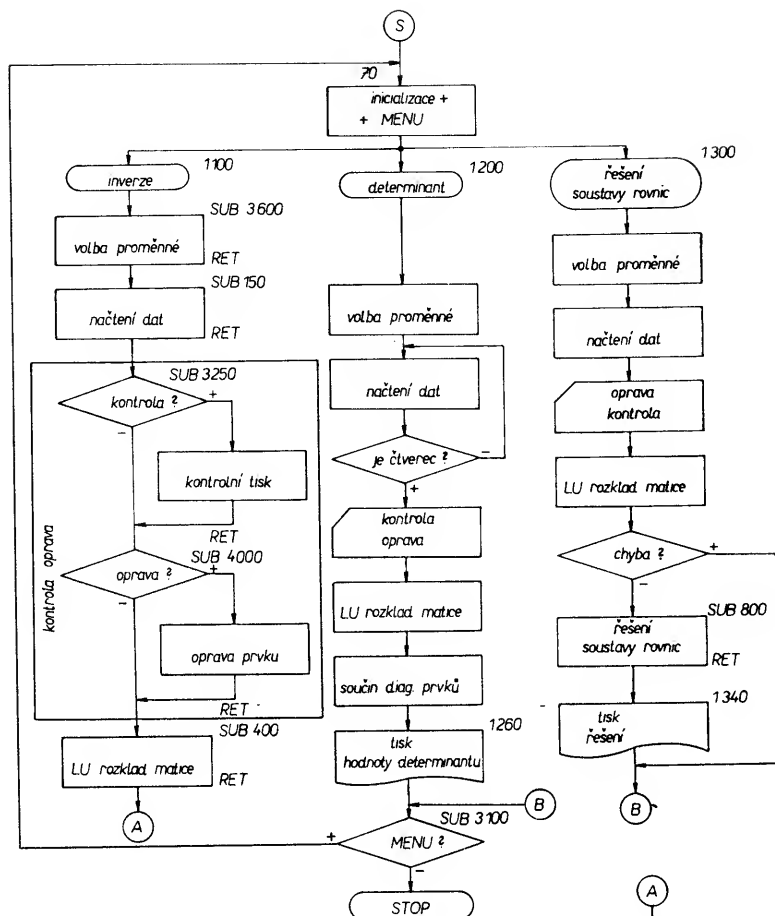 S
70
inicializace +
+ MENU
1100
inverze
SUB 3600
volba proměnné
RET
SUB 150
načtení dat
RET
SUB 3250
kontrola ?
+
-
kontrolní tisk
RET
SUB 4000
oprava ?
+
-
oprava prvku
RET
kontrola oprava
SUB 400
LU rozklad matice
RET
A
1200
determinant
volba proměnné
načtení dat
je čtverec ?
-
+
kontrola
oprava
LU rozklad matice
součin diag. prvků
1260
tisk
hodnoty determinantu
B
SUB 3100
MENU ?
+
-
STOP
1300
řešení
soustavy rovnic
volba proměnné
načtení dat
oprava
kontrola
LU rozklad matice
chyba ?
+
-
SUB 800
řešení
soustavy rovnic
RET
1340
tisk
řešení
B
A